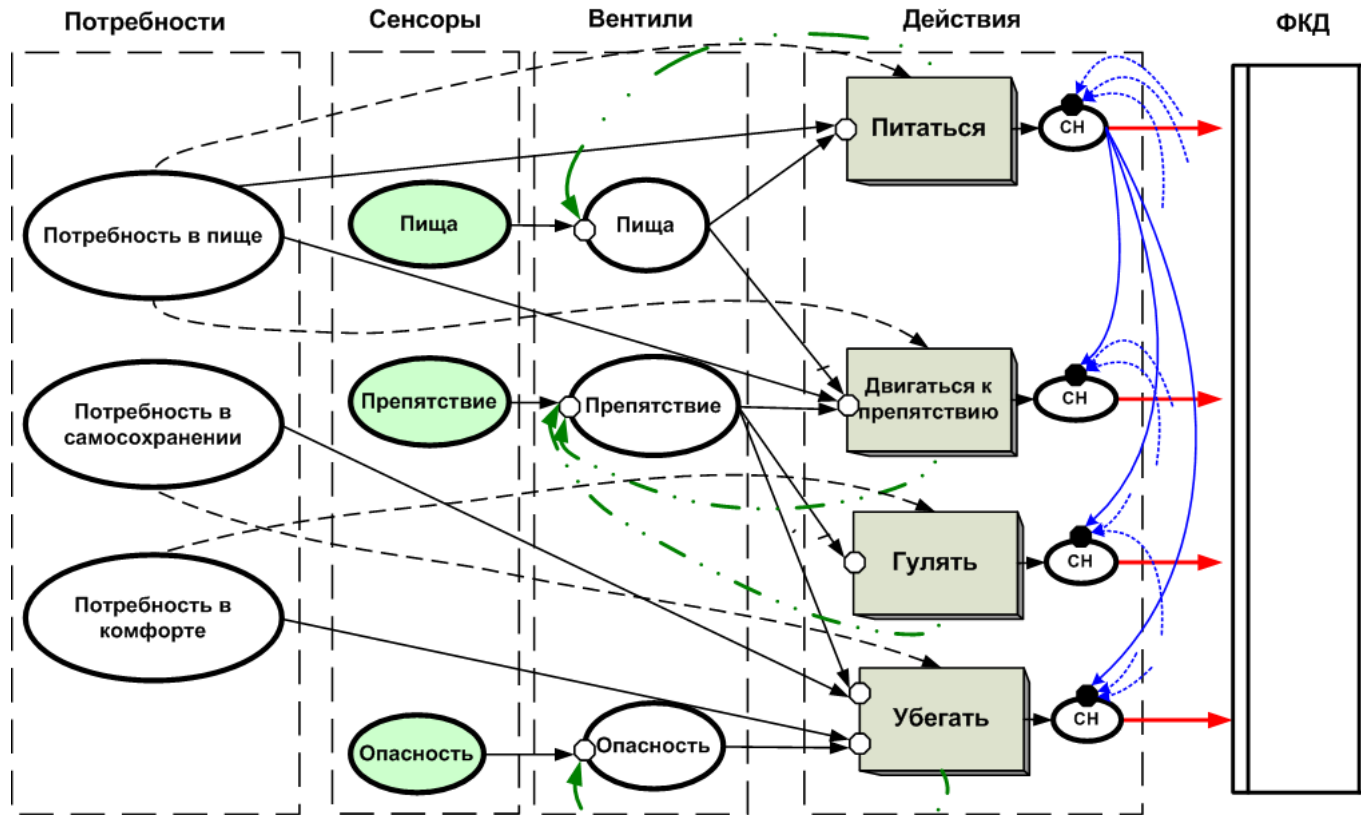 Потребности
Сенсоры
Вентили
Действия
ФКД
Питаться
СН
Потребность в пище
Пища
Пища
Потребность в
самосохранении
Препятствие
Препятствие
Двигаться к
препятствию
СН
Гулять
СН
Потребность в
комфорте
Убегать
СН
Опасность
Опасность